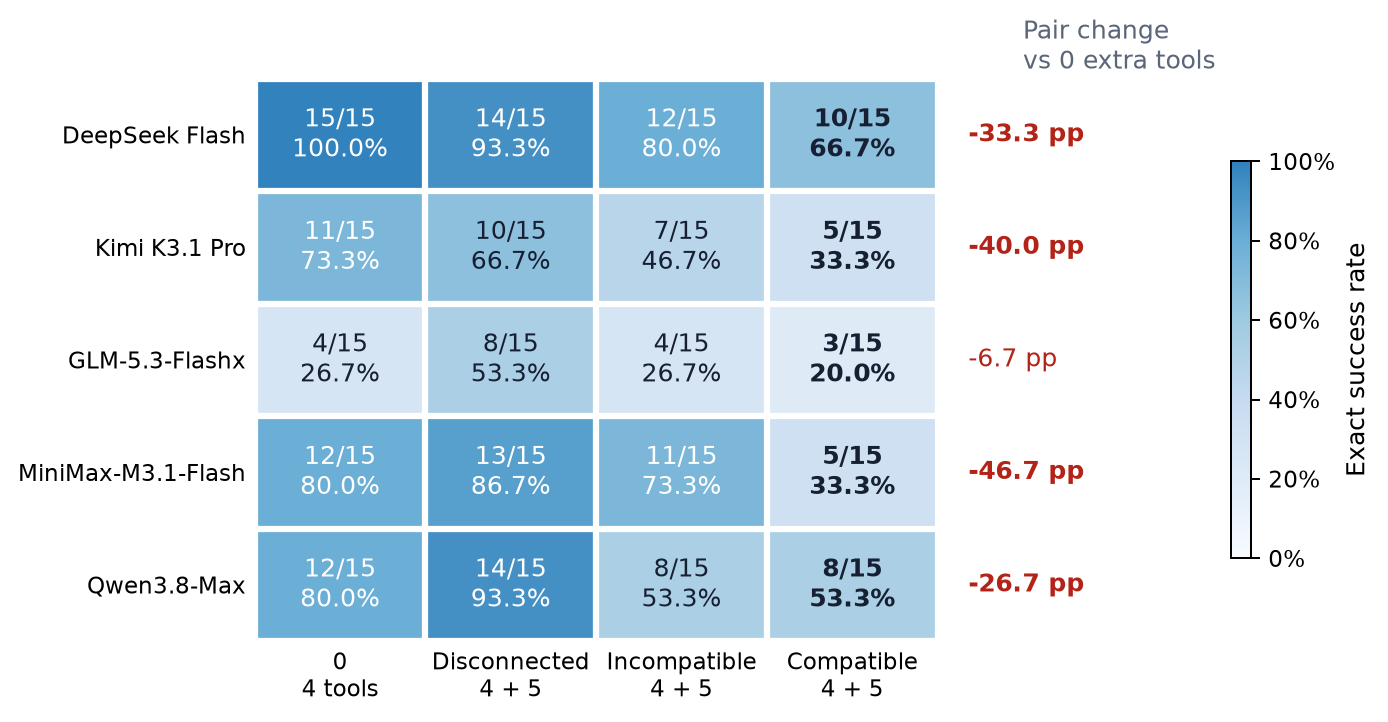 Pair change
vs 0 extra tools
DeepSeek Flash
15/15
100.0%
14/15
93.3%
12/15
80.0%
10/15
66.7%
-33.3 pp
Kimi K3.1 Pro
11/15
73.3%
10/15
66.7%
7/15
46.7%
5/15
33.3%
-40.0 pp
GLM-5.3-Flashx
4/15
26.7%
8/15
53.3%
4/15
26.7%
3/15
20.0%
-6.7 pp
MiniMax-M3.1-Flash
12/15
80.0%
13/15
86.7%
11/15
73.3%
5/15
33.3%
-46.7 pp
Qwen3.8-Max
12/15
80.0%
14/15
93.3%
8/15
53.3%
8/15
53.3%
-26.7 pp
0
4 tools
Disconnected
4 + 5
Incompatible
4 + 5
Compatible
4 + 5
100%
80%
60%
40%
20%
0%
Exact success rate